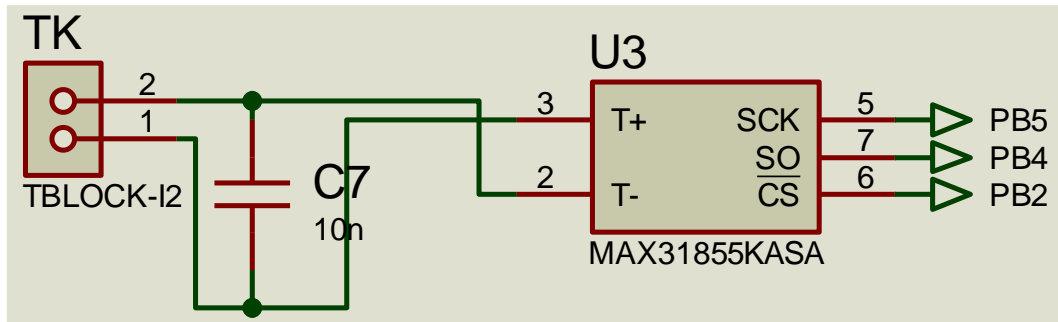 TK
2
1
TBLOCK-I2
C7
10n
U3
3 T+ SCK 5 PB5
SO 7 PB4
2 T- CS 6 PB2
MAX31855KASA